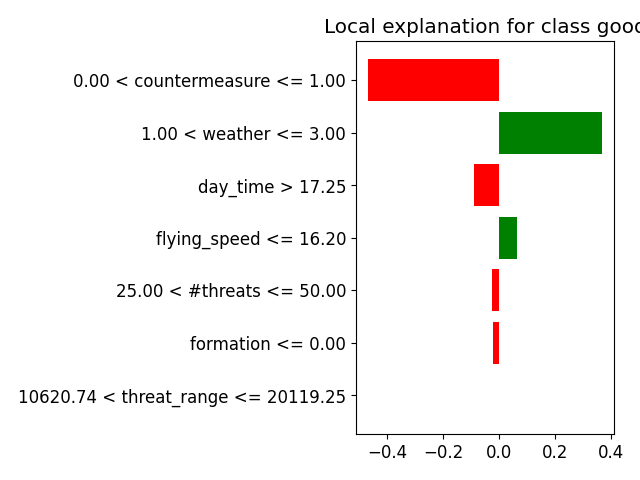 Local explanation for class good
0.00 < countermeasure <= 1.00
1.00 < weather <= 3.00
day_time > 17.25
flying_speed <= 16.20
25.00 < #threats <= 50.00
formation <= 0.00
10620.74 < threat_range <= 20119.25
−0.4 −0.2 0.0 0.2 0.4